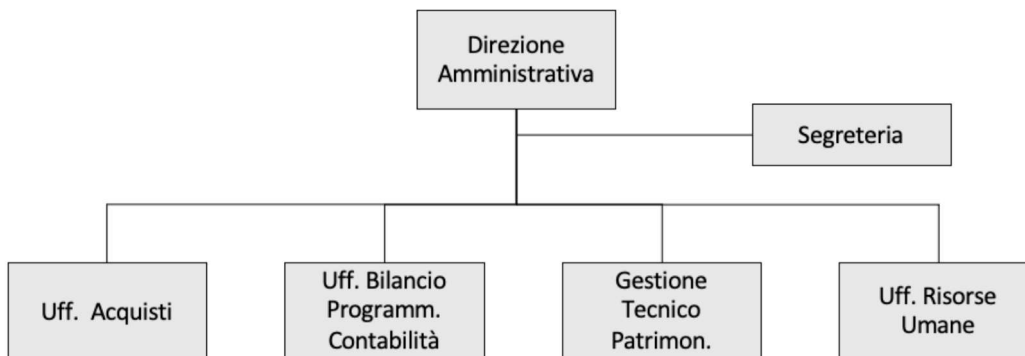 Direzione
Amministrativa
Segreteria
Uff. Acquisti
Uff. Bilancio
Programm.
Contabilità
Gestione
Tecnico
Patrimon.
Uff. Risorse
Umane